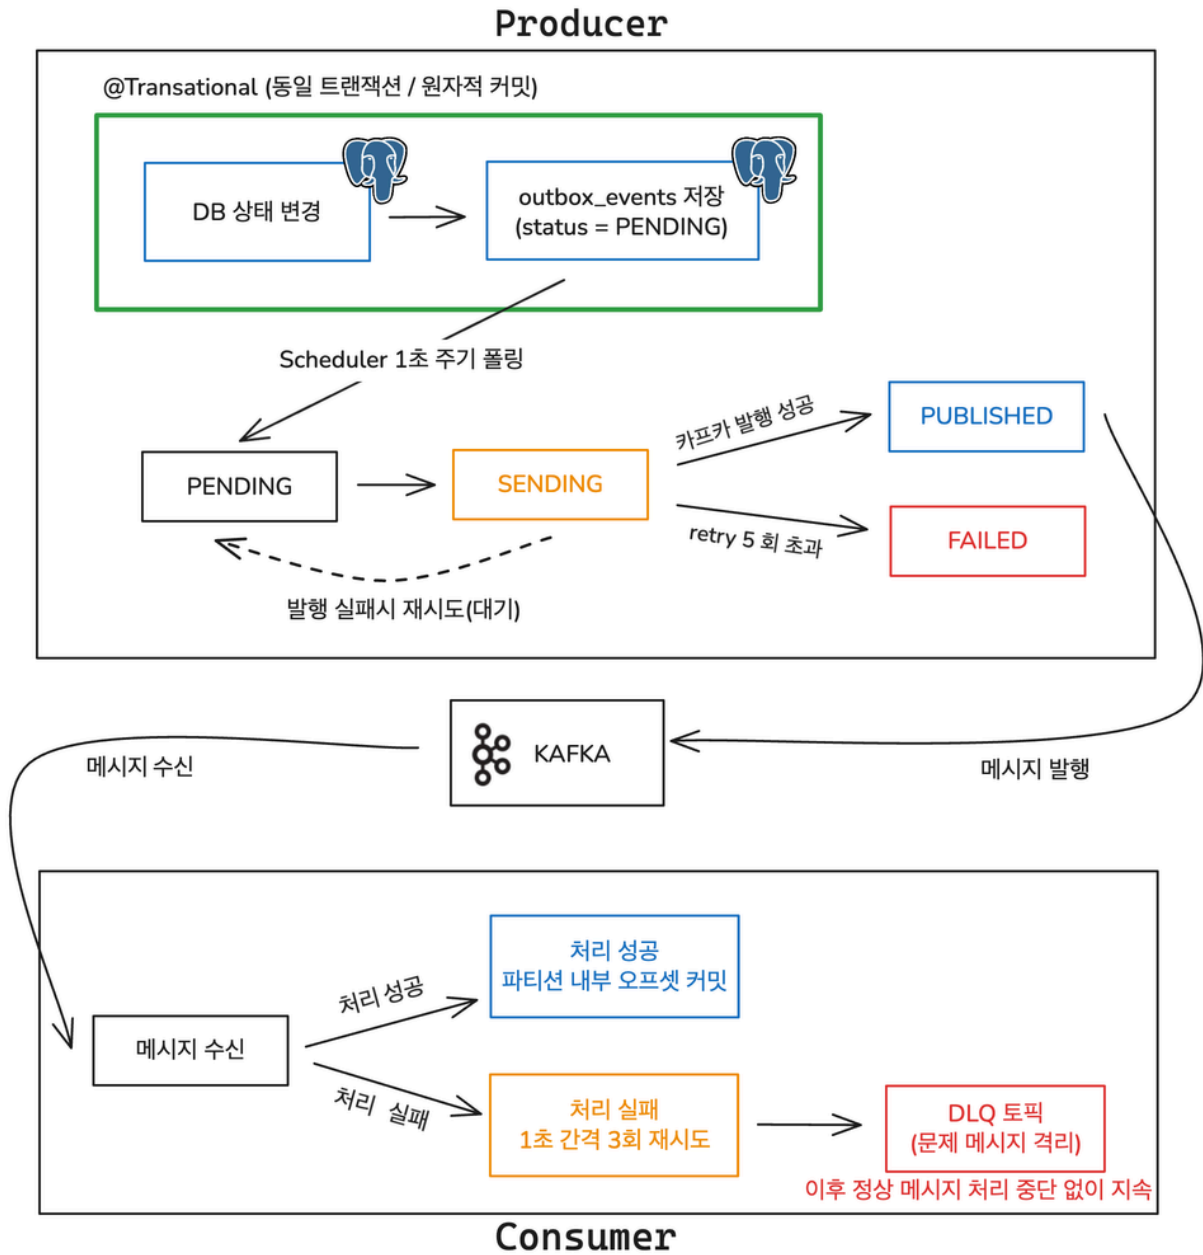 Producer
@Transational (동일 트랜잭션 / 원자적 커밋)
DB 상태 변경
outbox_events 저장
(status = PENDING)
Scheduler 1초 주기 폴링
PENDING
SENDING
카프카 발행 성공
PUBLISHED
retry 5 회 초과
FAILED
발행 실패시 재시도(대기)
KAFKA
메시지 수신
메시지 발행
처리 성공
처리 성공
파티션 내부 오프셋 커밋
메시지 수신
처리 실패
처리 실패
1초 간격 3회 재시도
DLQ 토픽
(문제 메시지 격리)
이후 정상 메시지 처리 중단 없이 지속
Consumer